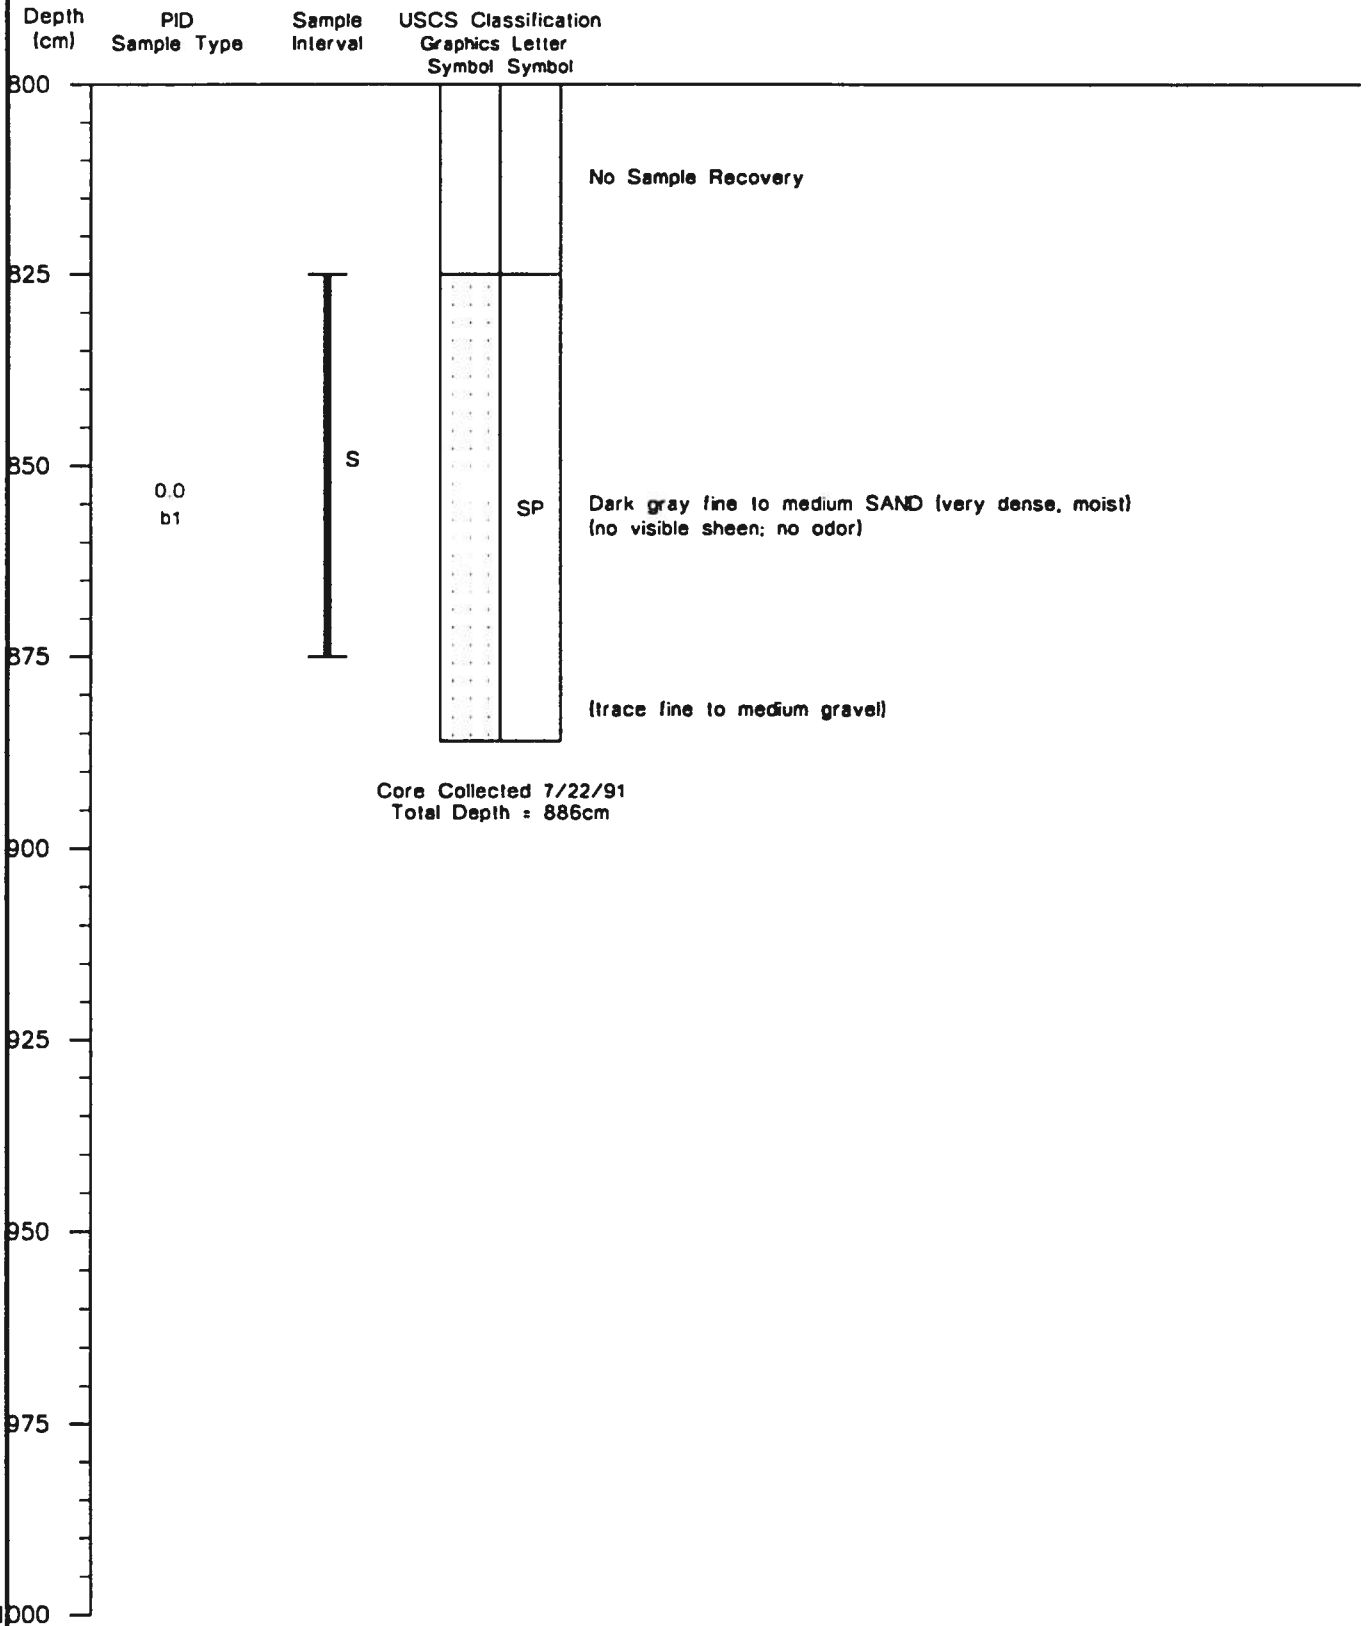 Depth PID Sample USCS Classification
(cm) Sample Type Interval Graphics Letter
Symbol Symbol
800
No Sample Recovery
825
S
850
0.0
b1
SP
Dark gray fine to medium SAND (very dense, moist)
(no visible sheen; no odor)
875
(trace fine to medium gravel)
Core Collected 7/22/91
Total Depth = 886cm
900
925
950
975
1000